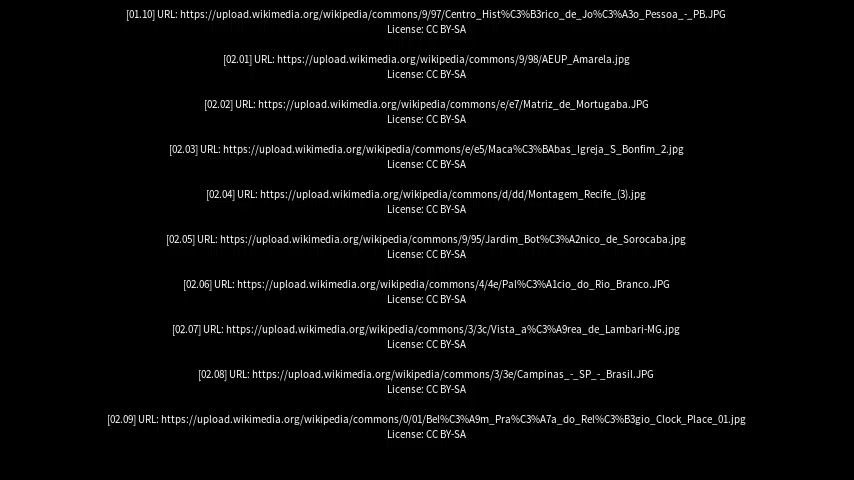 [01.10] URL: https://upload.wikimedia.org/wikipedia/commons/9/97/Centro_Hist%C3%B3rico_de_Jo%C3%A3o_Pessoa_-_PB.JPG
License: CC BY-SA
[02.01] URL: https://upload.wikimedia.org/wikipedia/commons/9/98/AEUP_Amarela.jpg
License: CC BY-SA
[02.02] URL: https://upload.wikimedia.org/wikipedia/commons/e/e7/Matriz_de_Mortugaba.JPG
License: CC BY-SA
[02.03] URL: https://upload.wikimedia.org/wikipedia/commons/e/e5/Maca%C3%BAbas_Igreja_S_Bonfim_2.jpg
License: CC BY-SA
[02.04] URL: https://upload.wikimedia.org/wikipedia/commons/d/dd/Montagem_Recife_(3).jpg
License: CC BY-SA
[02.05] URL: https://upload.wikimedia.org/wikipedia/commons/9/95/Jardim_Bot%C3%A2nico_de_Sorocaba.jpg
License: CC BY-SA
[02.06] URL: https://upload.wikimedia.org/wikipedia/commons/4/4e/Pal%C3%A1cio_do_Rio_Branco.JPG
License: CC BY-SA
[02.07] URL: https://upload.wikimedia.org/wikipedia/commons/3/3c/Vista_a%C3%A9rea_de_Lambari-MG.jpg
License: CC BY-SA
[02.08] URL: https://upload.wikimedia.org/wikipedia/commons/3/3e/Campinas_-_SP_-_Brasil.JPG
License: CC BY-SA
[02.09] URL: https://upload.wikimedia.org/wikipedia/commons/0/01/Bel%C3%A9m_Pra%C3%A7a_do_Rel%C3%B3gio_Clock_Place_01.jpg
License: CC BY-SA